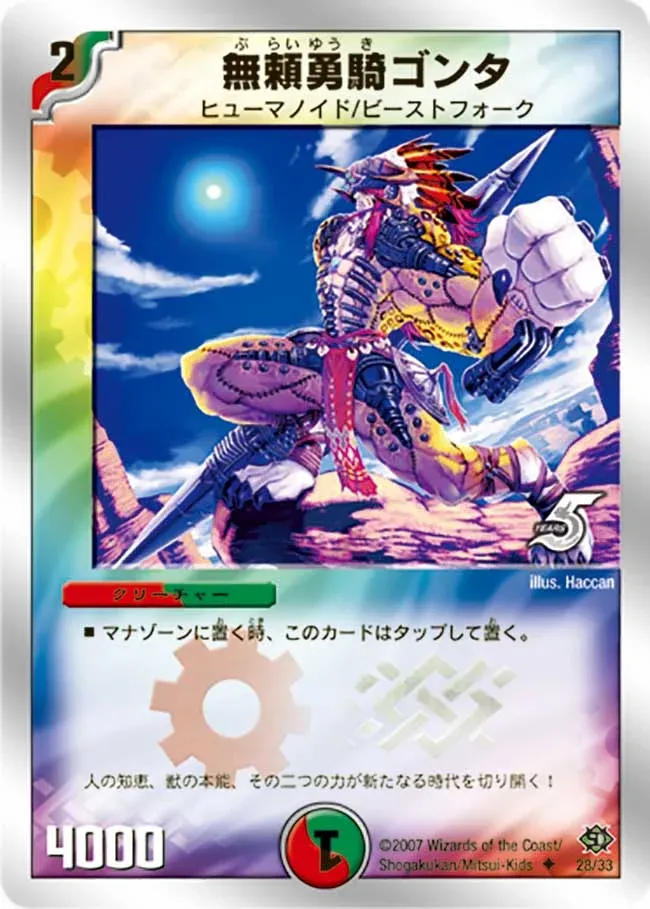 2
ぶらいゆうき
無頼勇騎ゴンタ
ヒューマノイド/ビーストフォーク
5
YEARS
illus. Haccan
クリーチャー
■ マナゾーンに置く時、このカードはタップして置く。
人の知恵、獣の本能、その二つの力が新たなる時代を切り開く!
4000
1
©2007 Wizards of the Coast/
Shogakukan/Mitsui-Kids
28/33